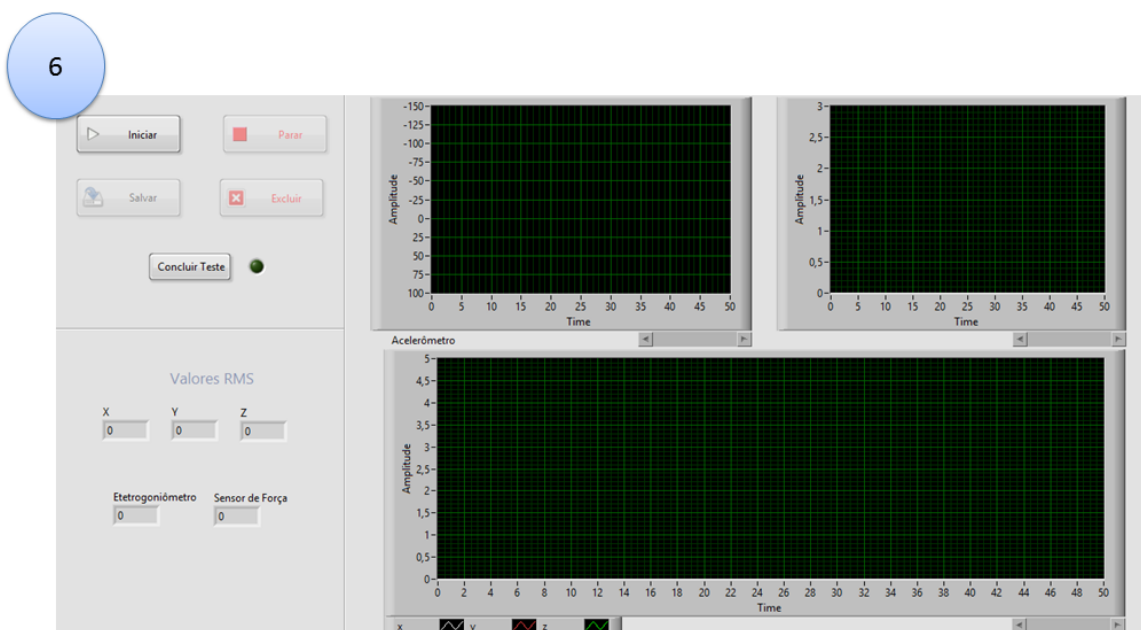 6
Iniciar
Parar
Salvar
Excluir
Concluir Teste
Valores RMS
X Y Z
0 0 0
Etetrogoniômetro Sensor de Força
0 0
-150
-125
-100
-75
-50
-25
0
25
50
75
100
Amplitude
0 5 10 15 20 25 30 35 40 45 50
Time
3
2,5
2
1,5
1
0,5
0
Amplitude
0 5 10 15 20 25 30 35 40 45 50
Time
Acelerômetro
5
4,5
4
3,5
3
2,5
2
1,5
1
0,5
0
Amplitude
0 2 4 6 8 10 12 14 16 18 20 22 24 26 28 30 32 34 36 38 40 42 44 46 48 50
Time
x y z